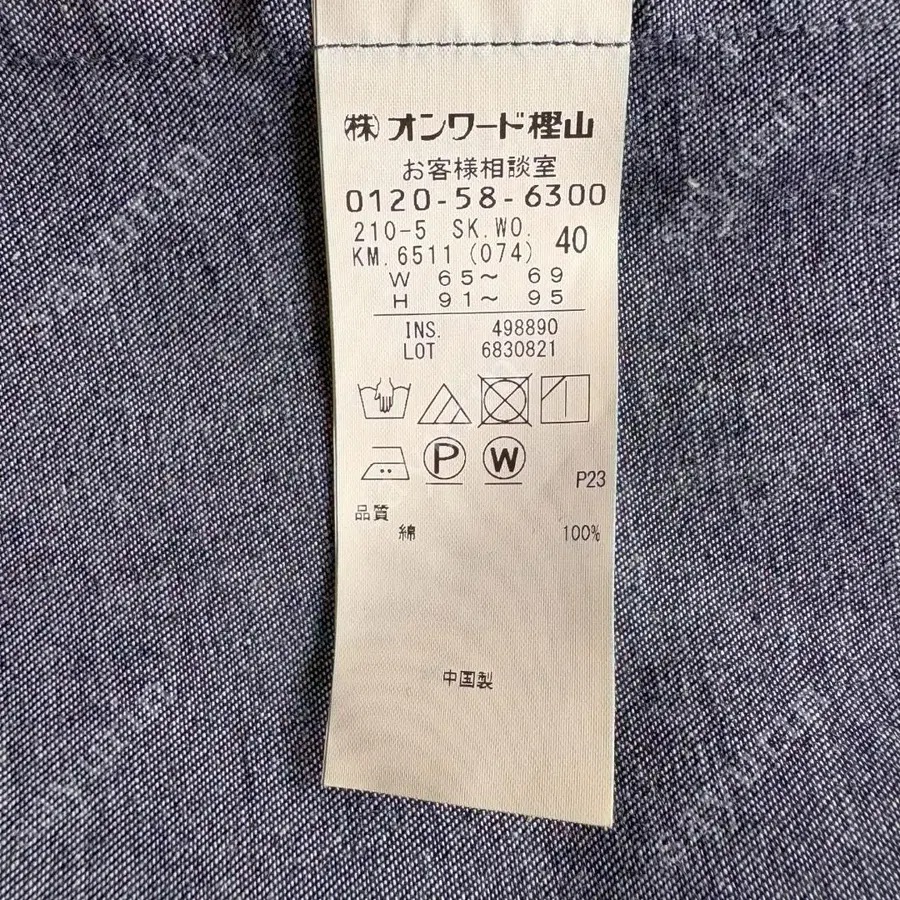 ㈱オンワード樫山
お客様相談室
0120-58-6300
210-5 SK.WO. 40
KM.6511 (074)
W 65~ 69
H 91~ 95
INS. 498890
LOT 6830821
P W
P23
品質
綿 100%
中国製